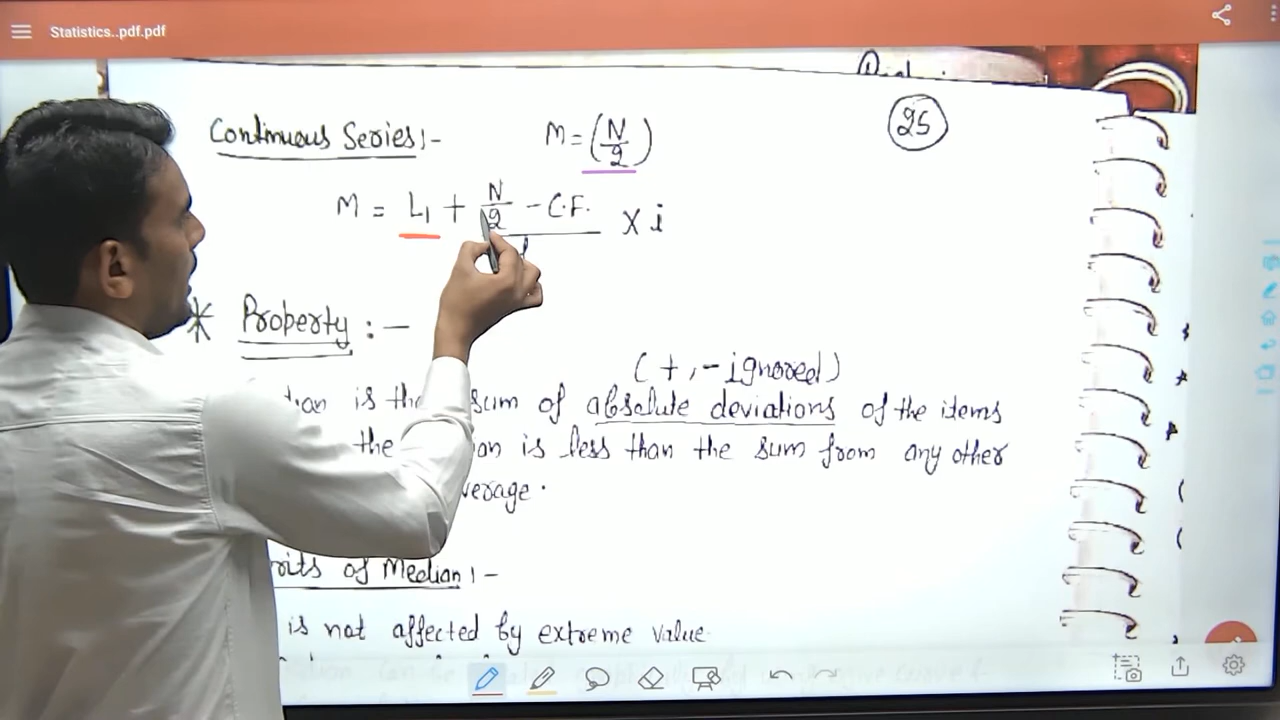 Statistics..pdf.pdf
25
Continuous Series:-
M = (N/2)
M = L1 + N/2 - C.F. X i
* Property : -
(+, - ignored)
is the sum of absolute deviations of the items
the is less than the sum from any other
of Median :-
is not affected by extreme value